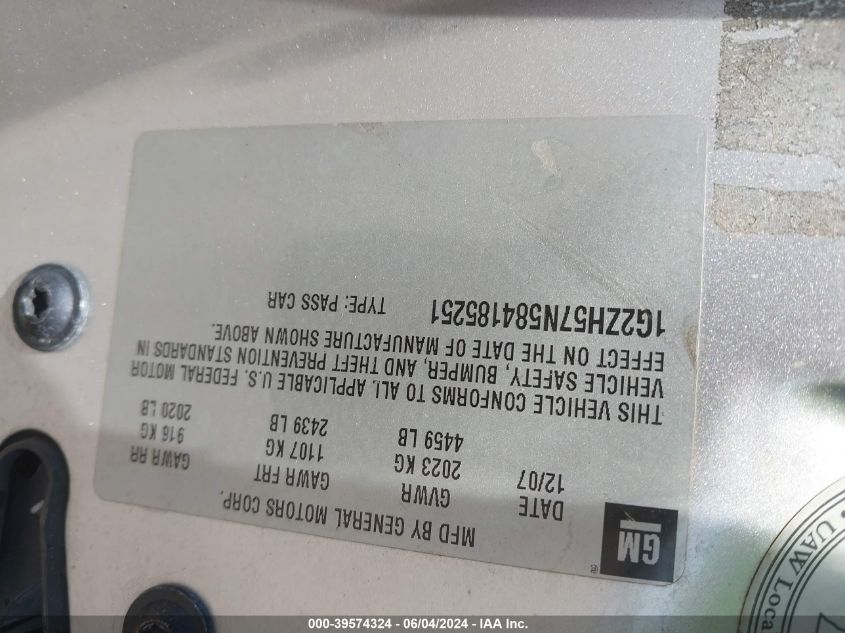 GM
®
MFD BY GENERAL MOTORS CORP.
DATE GVWR GAWR FRT GAWR RR
12/07 2023 KG 1107 KG 916 KG
4459 LB 2439 LB 2020 LB
THIS VEHICLE CONFORMS TO ALL APPLICABLE U.S. FEDERAL MOTOR
VEHICLE SAFETY, BUMPER, AND THEFT PREVENTION STANDARDS IN
EFFECT ON THE DATE OF MANUFACTURE SHOWN ABOVE.
1G2ZH57N584185251 TYPE: PASS CAR
UAW Loca
000-39574324 - 06/04/2024 - IAA Inc.